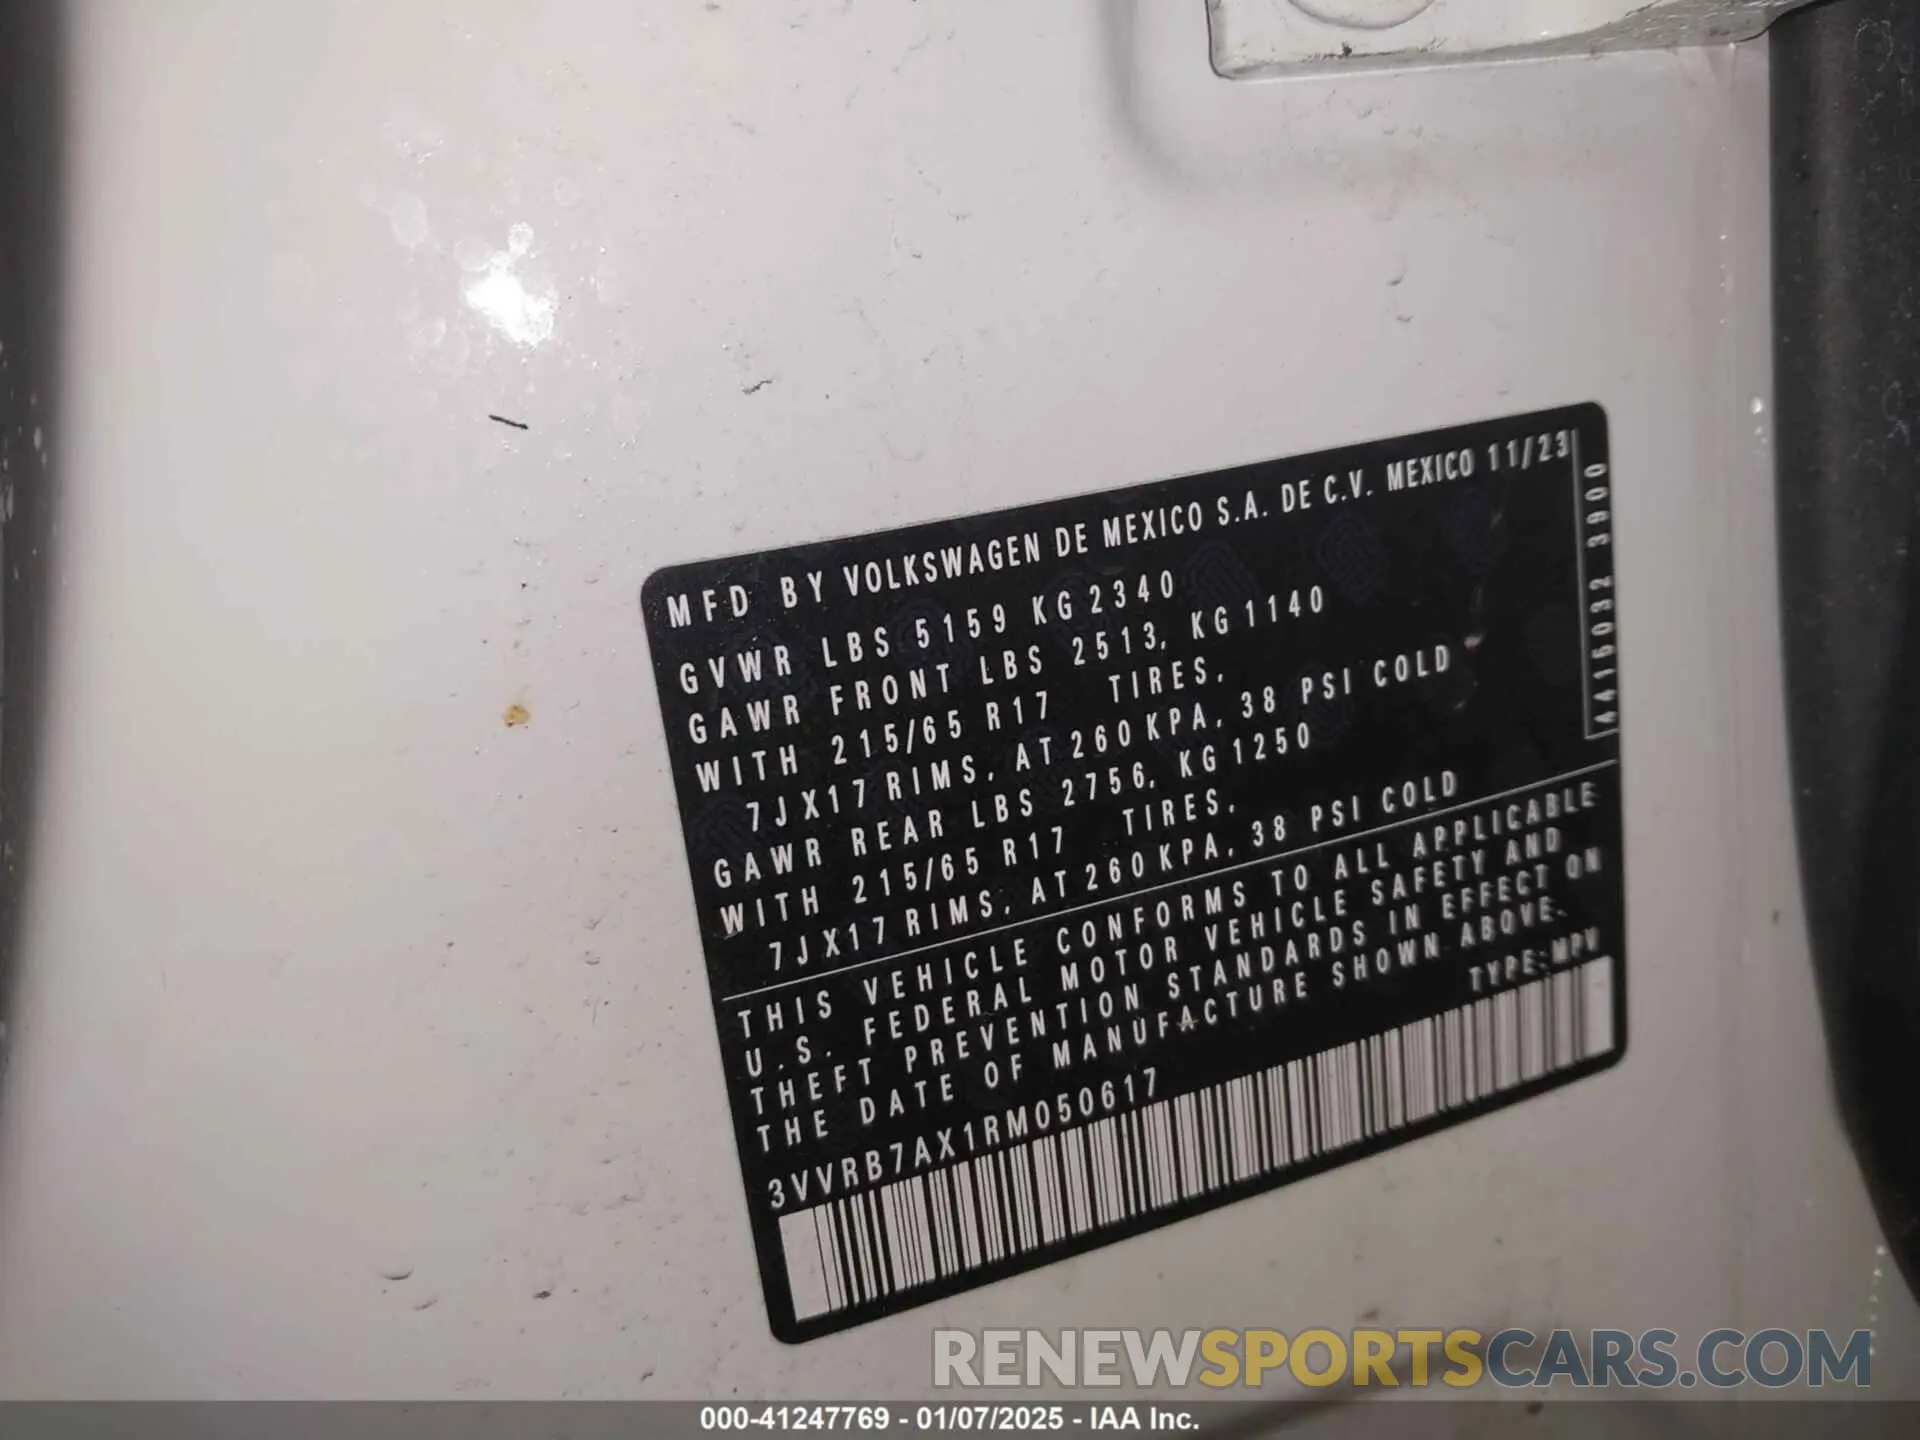 MFD BY VOLKSWAGEN DE MEXICO S.A. DE C.V. MEXICO 11/23
GVWR LBS 5159 KG 2340
GAWR FRONT LBS 2513, KG 1140
WITH 215/65 R17 TIRES,
7JX17 RIMS, AT 260 KPA, 38 PSI COLD
GAWR REAR LBS 2756, KG 1250
WITH 215/65 R17 TIRES,
7JX17 RIMS, AT 260 KPA, 38 PSI COLD
4415032 3900
THIS VEHICLE CONFORMS TO ALL APPLICABLE
U.S. FEDERAL MOTOR VEHICLE SAFETY AND
THEFT PREVENTION STANDARDS IN EFFECT ON
THE DATE OF MANUFACTURE SHOWN ABOVE.
TYPE:MPV
3VVRB7AX1RM050617
RENEWSPORTSCARS.COM
000-41247769 - 01/07/2025 - IAA Inc.